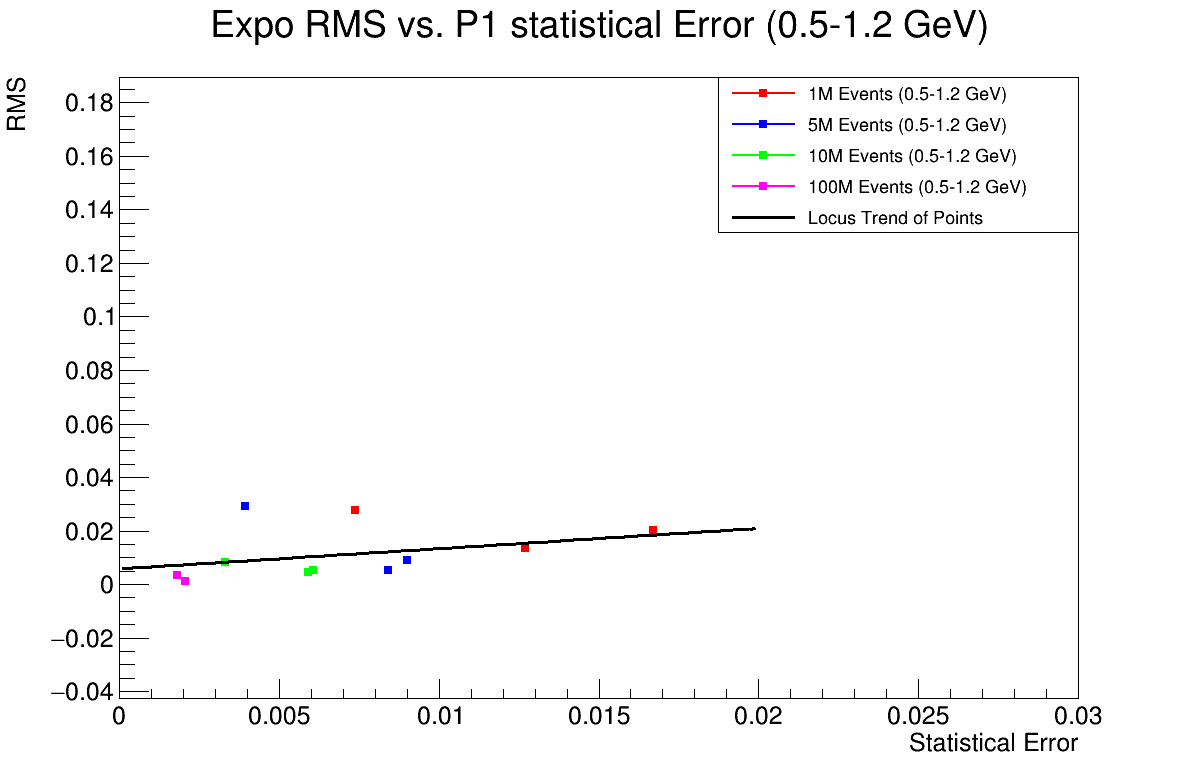 Expo RMS vs. P1 statistical Error (0.5-1.2 GeV)
RMS
1M Events (0.5-1.2 GeV)
5M Events (0.5-1.2 GeV)
10M Events (0.5-1.2 GeV)
100M Events (0.5-1.2 GeV)
Locus Trend of Points
0.18
0.16
0.14
0.12
0.1
0.08
0.06
0.04
0.02
0
−0.02
−0.04
0 0.005 0.01 0.015 0.02 0.025 0.03
Statistical Error